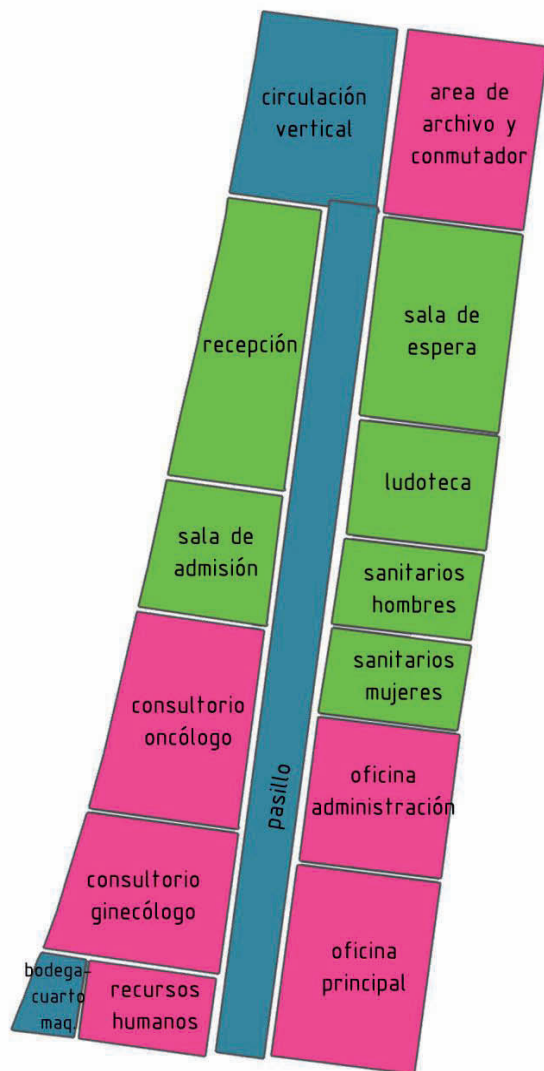 circulación
vertical
area de
archivo y
conmutador
recepción
sala de
espera
ludoteca
sala de
admisión
sanitarios
hombres
sanitarios
mujeres
consultorio
oncólogo
pasillo
oficina
administración
consultorio
ginecólogo
oficina
principal
bodega-
cuarto
maq.
recursos
humanos